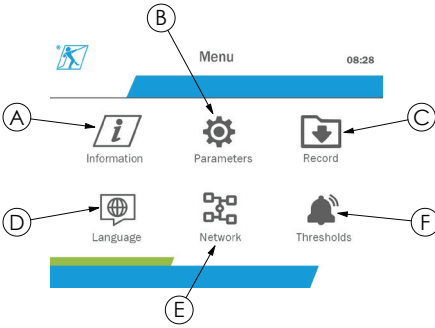 B
Menu 08:28
A C
Information Parameters Record
D F
Language Network Thresholds
E